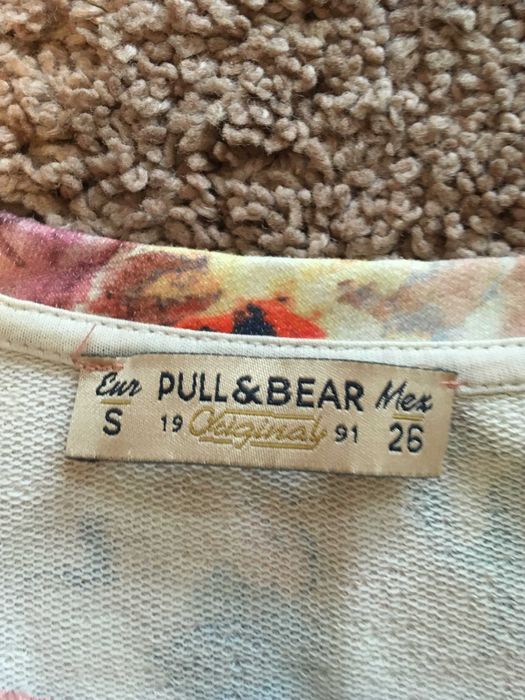 Eur PULL&BEAR Mex
S 19 Original 91 26